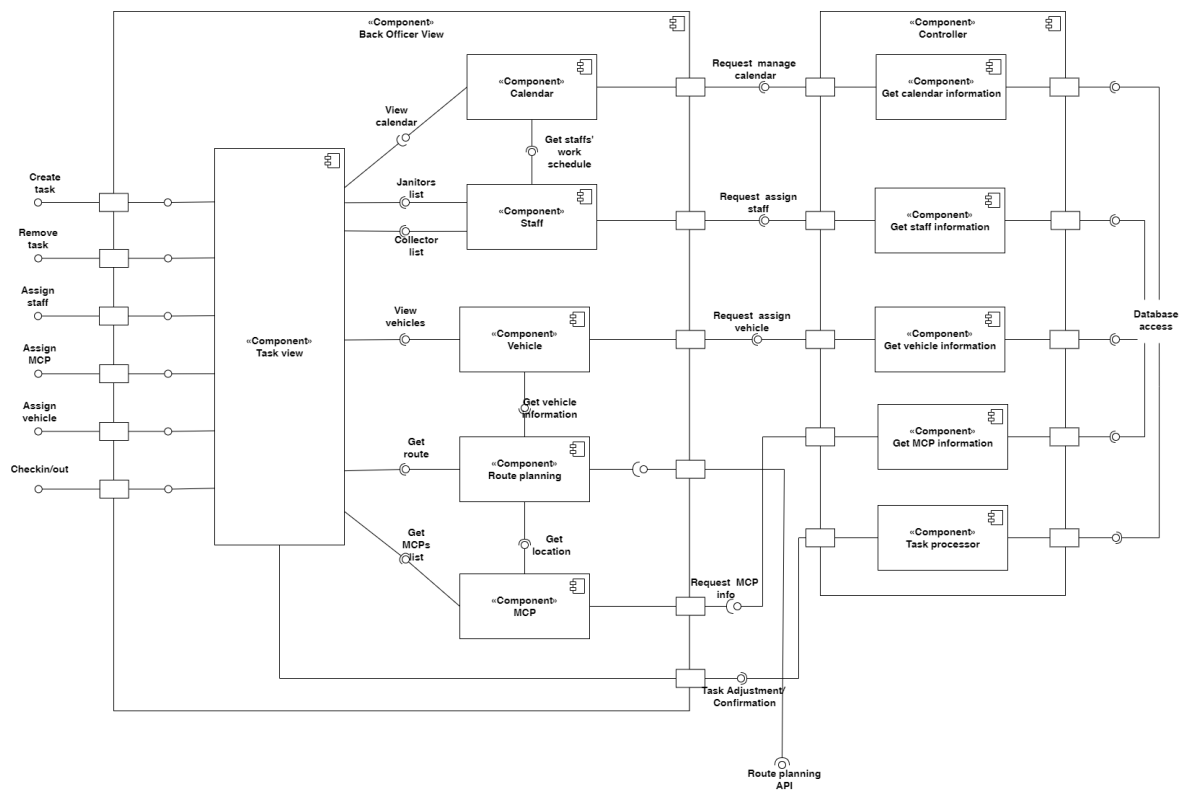 «Component»
Back Officer View
«Component»
Controller
«Component»
Calendar
Request  manage
calendar
«Component»
Get calendar information
View
calendar
Get staffs'
work
schedule
Create
task
Janitors
list
«Component»
Staff
Request  assign
staff
«Component»
Get staff information
Remove
task
Collector
list
Assign
staff
View
vehicles
«Component»
Vehicle
Request  assign
vehicle
«Component»
Get vehicle information
Database
access
«Component»
Task view
Assign
MCP
Assign
vehicle
Get vehicle
information
«Component»
Get MCP information
Checkin/out
Get
route
«Component»
Route planning
Get
MCPs
list
Get
location
«Component»
Task processor
«Component»
MCP
Request  MCP
info
Task Adjustment/
Confirmation
Route planning
API